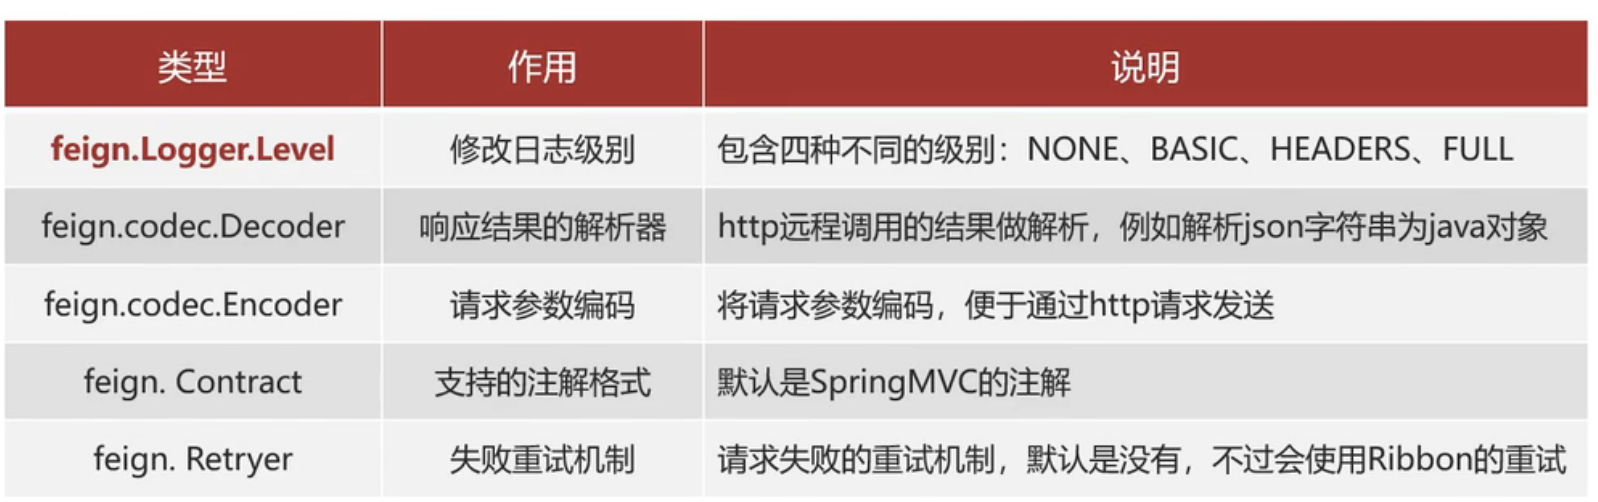 类型 作用 说明
feign.Logger.Level 修改日志级别 包含四种不同的级别：NONE、BASIC、HEADERS、FULL
feign.codec.Decoder 响应结果的解析器 http远程调用的结果做解析，例如解析json字符串为java对象
feign.codec.Encoder 请求参数编码 将请求参数编码，便于通过http请求发送
feign. Contract 支持的注解格式 默认是SpringMVC的注解
feign. Retryer 失败重试机制 请求失败的重试机制，默认是没有，不过会使用Ribbon的重试